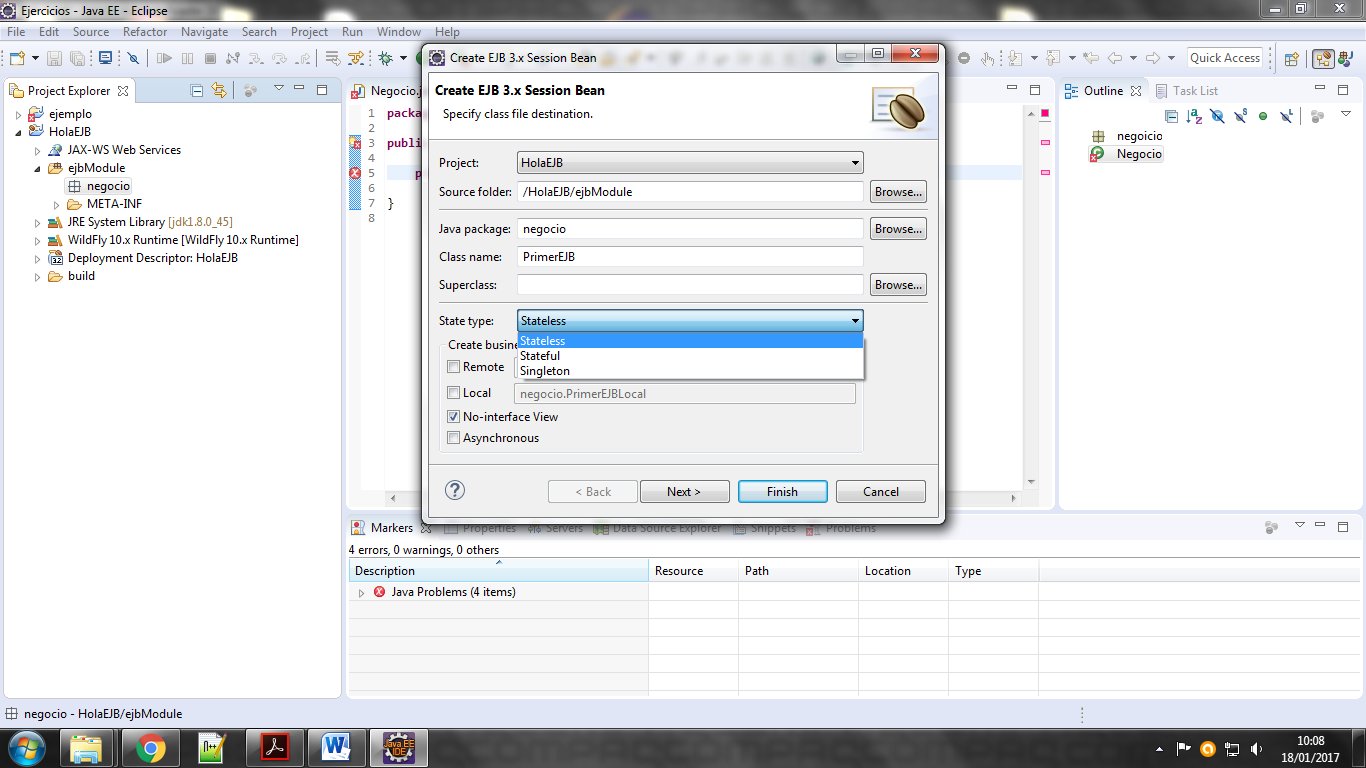 Ejercicios - Java EE - Eclipse
File Edit Source Refactor Navigate Search Project Run Window Help
Quick Access
Project Explorer
ejemplo
HolaEJB
JAX-WS Web Services
ejbModule
negocio
META-INF
JRE System Library [jdk1.8.0_45]
WildFly 10.x Runtime [WildFly 10.x Runtime]
Deployment Descriptor: HolaEJB
build
Negocio.j
1 packa
2
3 publi
4
5 p
6
7 }
8
Create EJB 3.x Session Bean
Create EJB 3.x Session Bean
Specify class file destination.
Project: HolaEJB
Source folder: /HolaEJB/ejbModule Browse...
Java package: negocio Browse...
Class name: PrimerEJB
Superclass: Browse...
State type: Stateless
Stateless
Stateful
Singleton
Create busine
Remote
Local negocio.PrimerEJBLocal
No-interface View
Asynchronous
< Back Next > Finish Cancel
Outline Task List
negoicio
Negocio
Markers Properties Servers Data Source Explorer Snippets Problems
4 errors, 0 warnings, 0 others
Description Resource Path Location Type
Java Problems (4 items)
negocio - HolaEJB/ejbModule
Java EE
IDE
10:08
18/01/2017